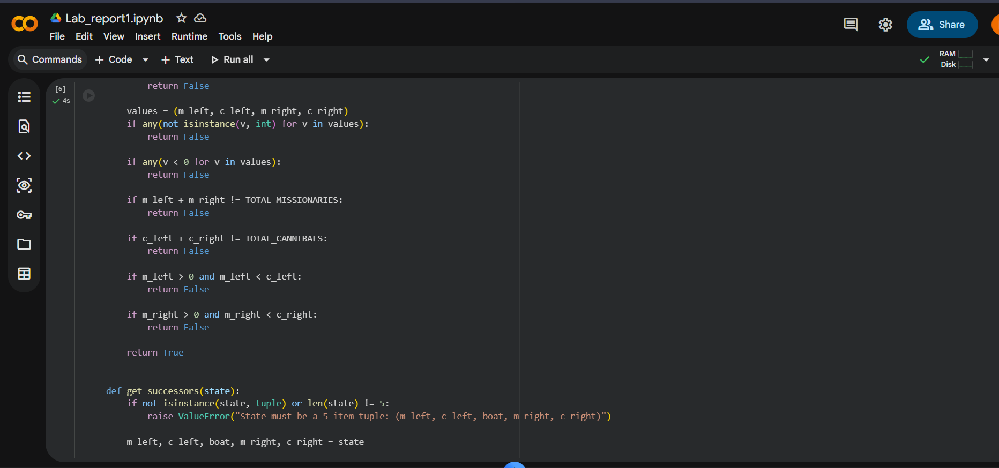 Lab_report1.ipynb
File Edit View Insert Runtime Tools Help
Share
Commands + Code + Text Run all
RAM
Disk
[6]
4s
return False
values = (m_left, c_left, m_right, c_right)
if any(not isinstance(v, int) for v in values):
return False
if any(v < 0 for v in values):
return False
if m_left + m_right != TOTAL_MISSIONARIES:
return False
if c_left + c_right != TOTAL_CANNIBALS:
return False
if m_left > 0 and m_left < c_left:
return False
if m_right > 0 and m_right < c_right:
return False
return True
def get_successors(state):
if not isinstance(state, tuple) or len(state) != 5:
raise ValueError("State must be a 5-item tuple: (m_left, c_left, boat, m_right, c_right)")
m_left, c_left, boat, m_right, c_right = state